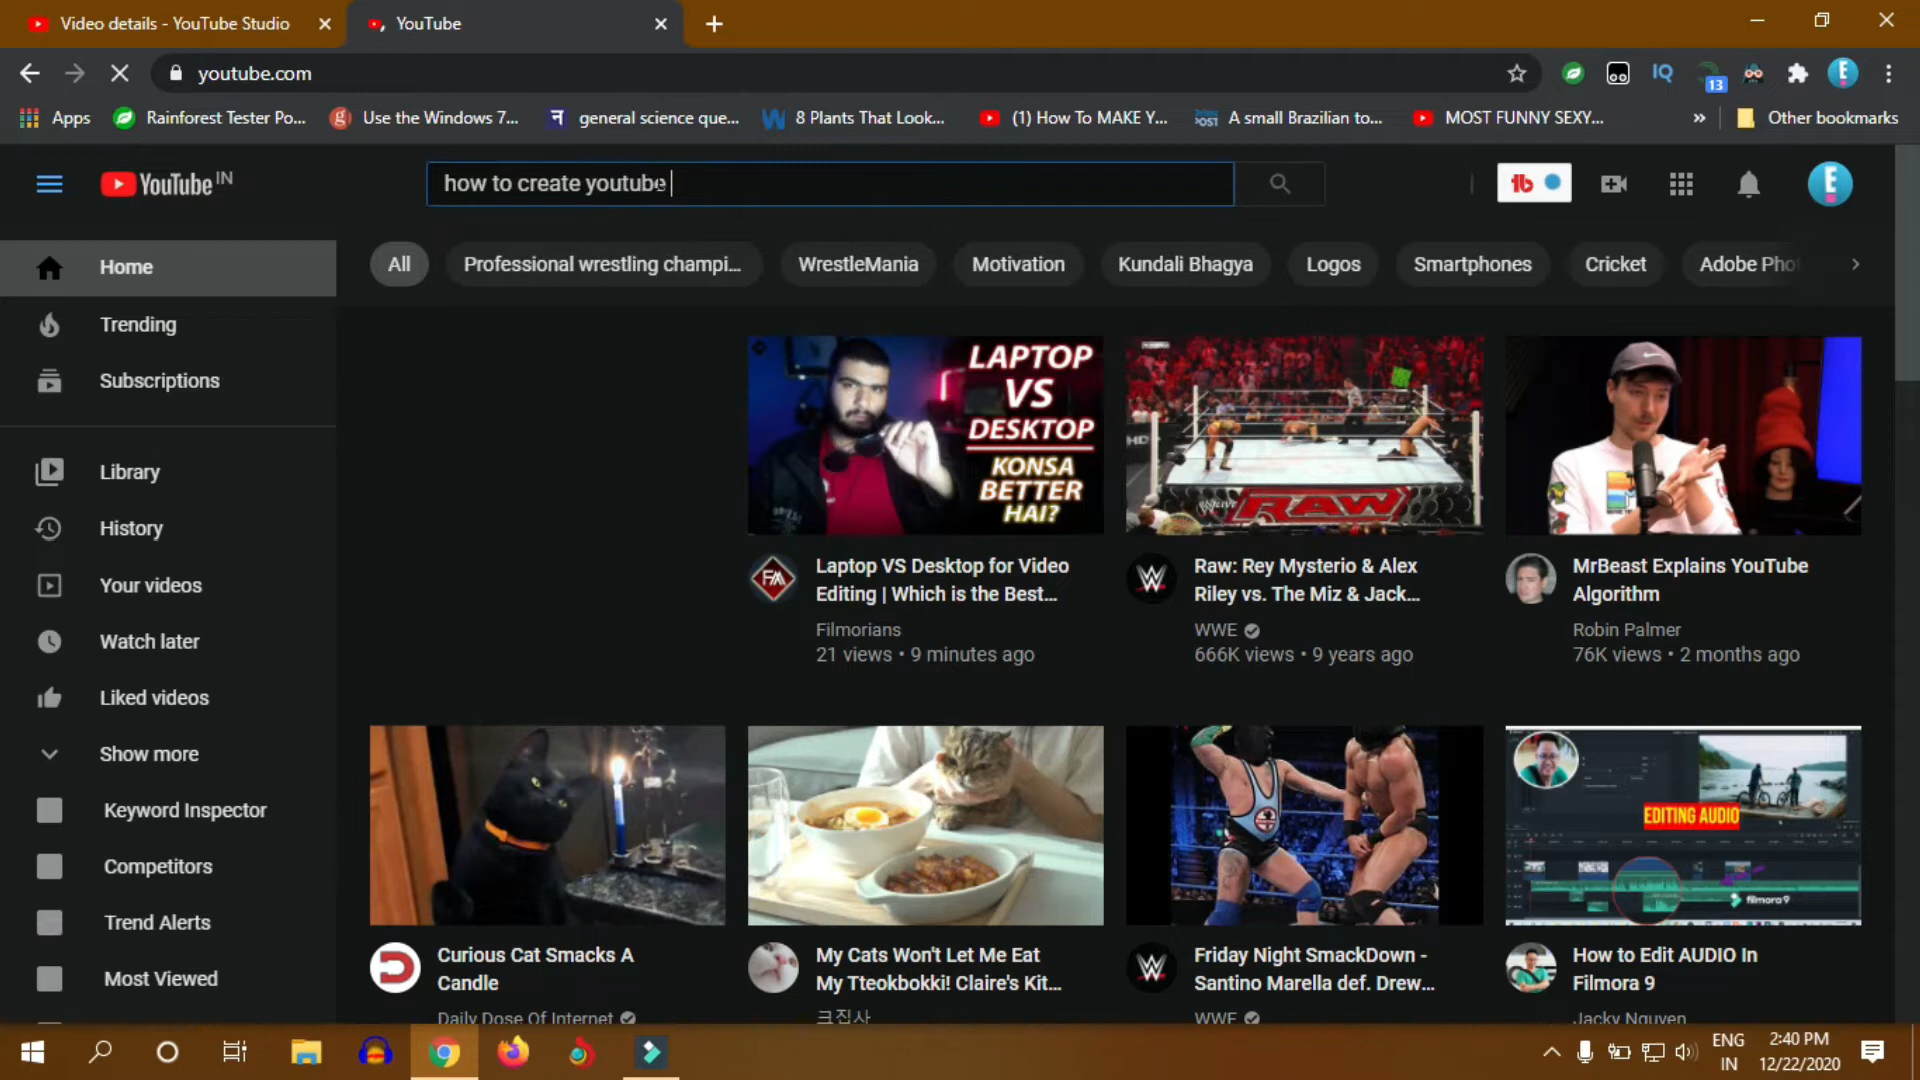 Video details - YouTube Studio
YouTube
youtube.com
IQ
13
Apps
Rainforest Tester Po...
Use the Windows 7...
general science que...
8 Plants That Look...
(1) How To MAKE Y...
A small Brazilian to...
MOST FUNNY SEXY...
»
Other bookmarks
YouTube IN
how to create youtube
Home
Trending
Subscriptions
Library
History
Your videos
Watch later
Liked videos
Show more
Keyword Inspector
Competitors
Trend Alerts
Most Viewed
All
Professional wrestling champi...
WrestleMania
Motivation
Kundali Bhagya
Logos
Smartphones
Cricket
Adobe Pho
LAPTOP
VS
DESKTOP
KONSA
BETTER
HAI?
Laptop VS Desktop for Video
Editing | Which is the Best...
Filmorians
21 views • 9 minutes ago
RAW
Raw: Rey Mysterio & Alex
Riley vs. The Miz & Jack...
WWE
666K views • 9 years ago
MrBeast Explains YouTube
Algorithm
Robin Palmer
76K views • 2 months ago
Curious Cat Smacks A
Candle
Daily Dose Of Internet
My Cats Won't Let Me Eat
My Tteokbokki! Claire's Kit...
크집사
Friday Night SmackDown -
Santino Marella def. Drew...
WWE
EDITING AUDIO
filmora9
How to Edit AUDIO In
Filmora 9
Jacky Nguyen
ENG
IN
2:40 PM
12/22/2020